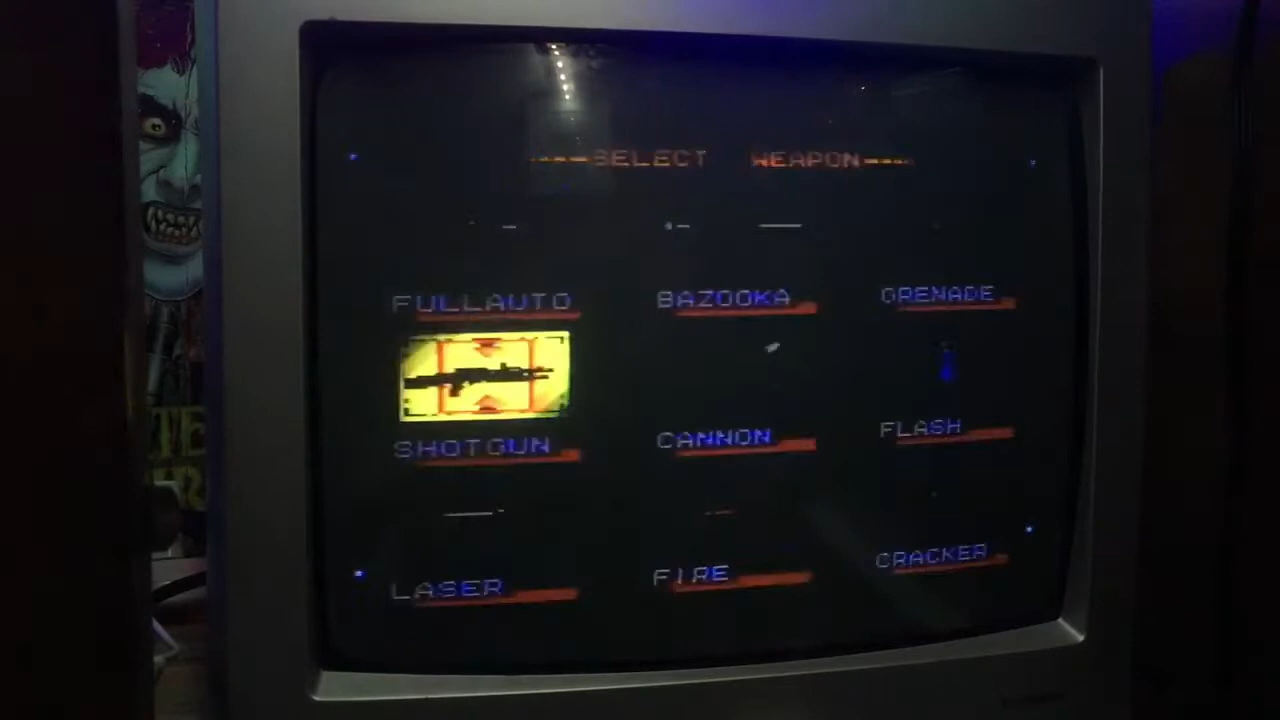 SELECT WEAPON
FULLAUTO BAZOOKA GRENADE
SHOTGUN CANNON FLASH
LASER FIRE CRACKER